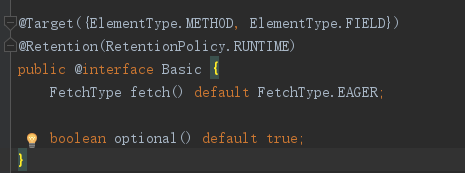 @Target({ElementType.METHOD, ElementType.FIELD})
@Retention(RetentionPolicy.RUNTIME)
public @interface Basic {
FetchType fetch() default FetchType.EAGER;
boolean optional() default true;
}